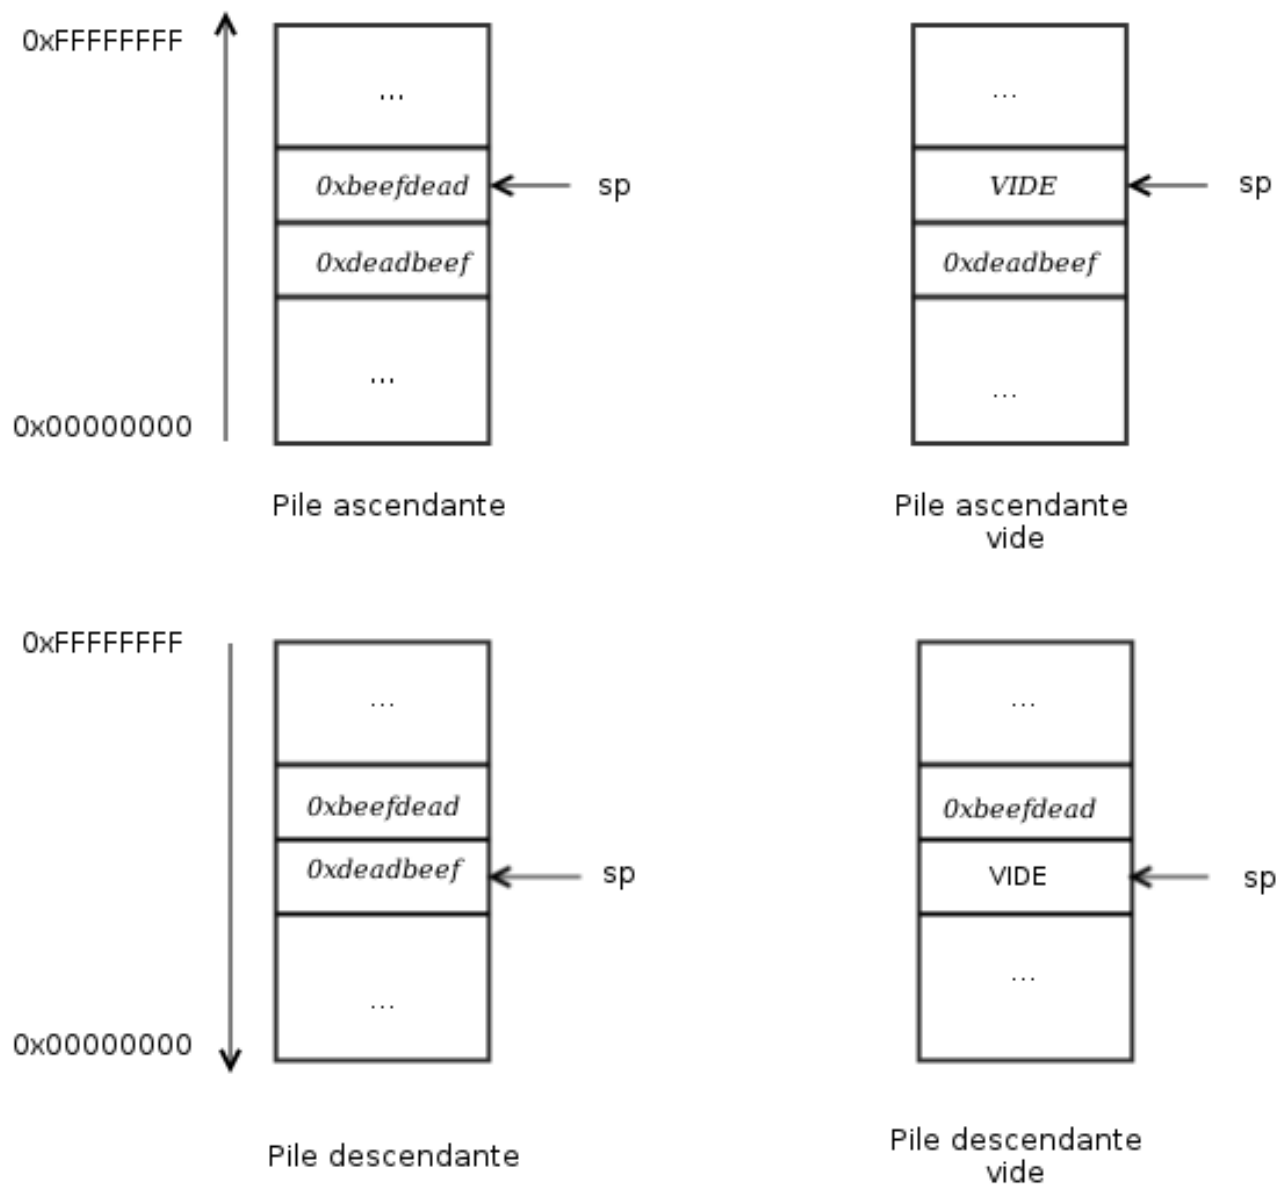 0xFFFFFFFF
...
...
0xbeefdead
sp
VIDE
sp
0xdeadbeef
0xdeadbeef
...
...
0x00000000
Pile ascendante
Pile ascendante
vide
0xFFFFFFFF
...
...
0xbeefdead
0xbeefdead
0xdeadbeef
sp
VIDE
sp
...
...
0x00000000
Pile descendante
Pile descendante
vide